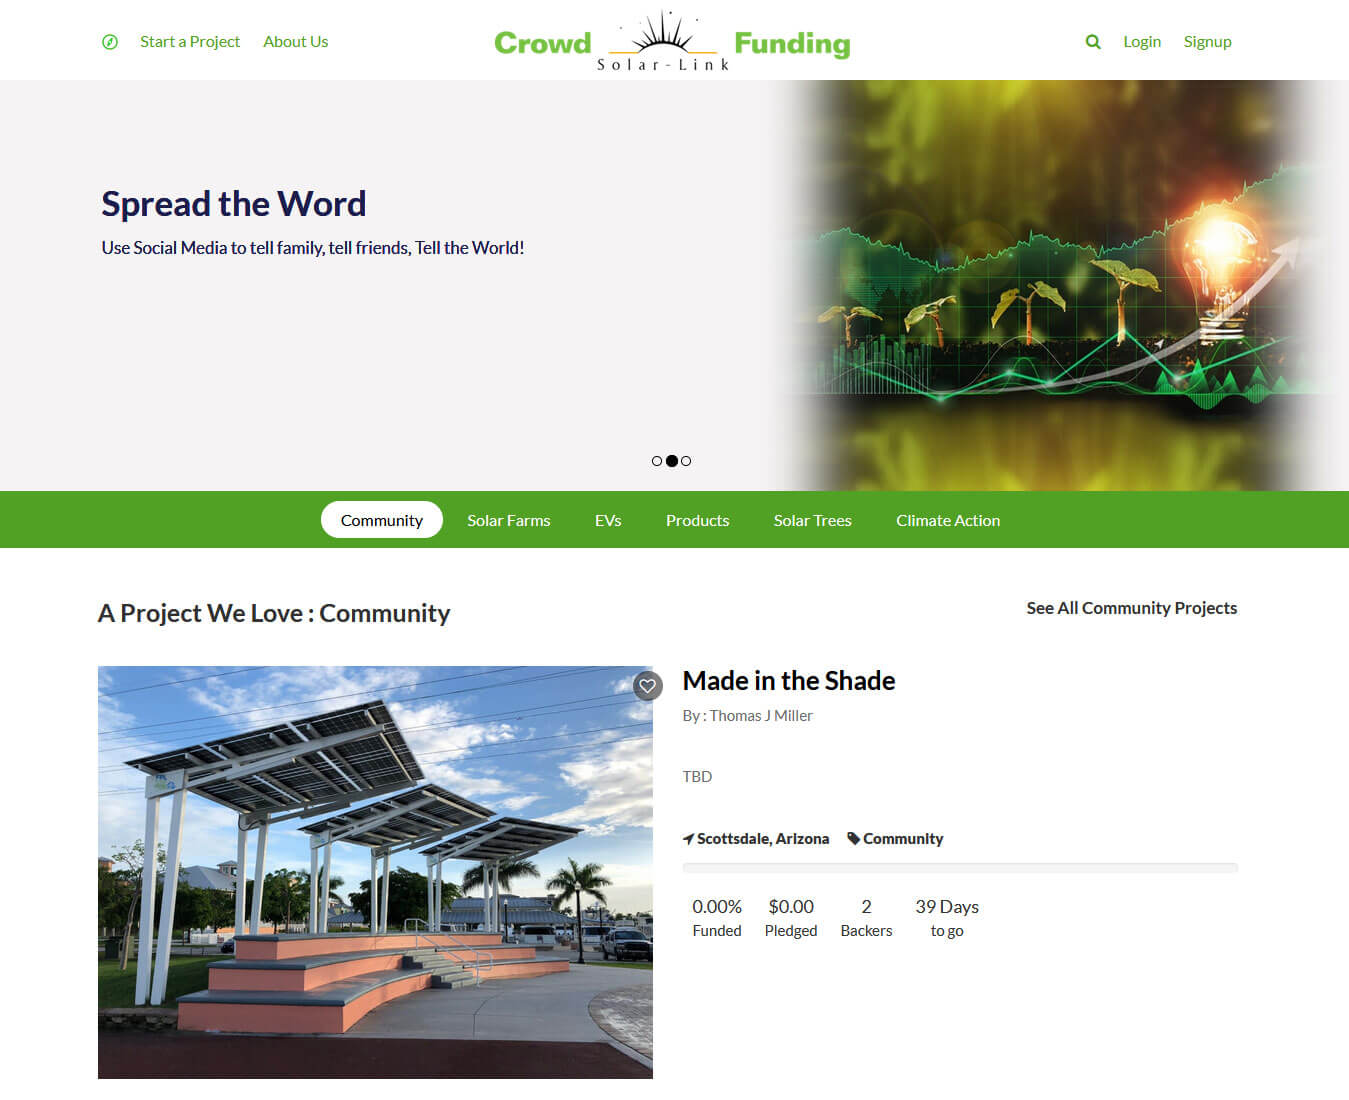 Start a Project
About Us
Crowd
Funding
Solar-Link
Login
Signup
Spread the Word
Use Social Media to tell family, tell friends, Tell the World!
Community
Solar Farms
EVs
Products
Solar Trees
Climate Action
A Project We Love : Community
See All Community Projects
Made in the Shade
By : Thomas J Miller
TBD
Scottsdale, Arizona
Community
0.00%
Funded
$0.00
Pledged
2
Backers
39 Days
to go